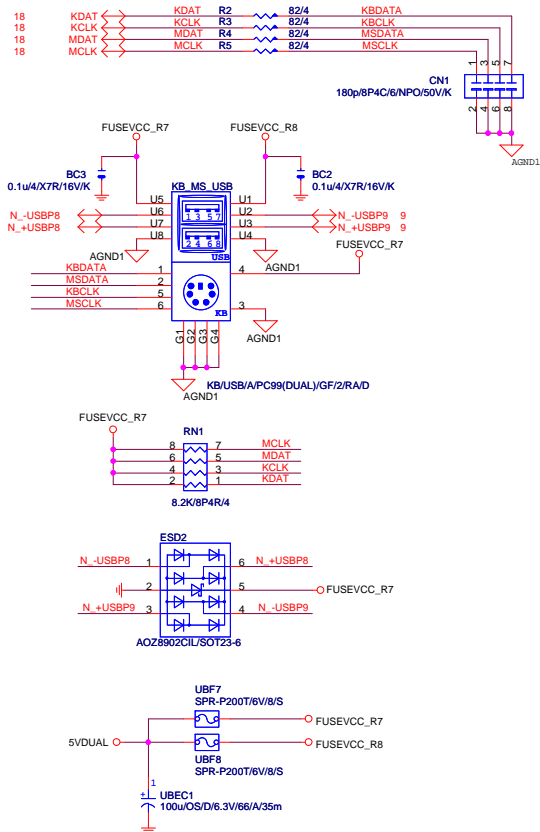 18 KDAT R2 82/4 KBDATA
18 KCLK R3 82/4 KBCLK
18 MDAT R4 82/4 MSDATA
18 MCLK R5 82/4 MSCLK
1 3 5 7
CN1
180p/8P4C/6/NPO/50V/K
2 4 6 8
AGND1
FUSEVCC_R7 FUSEVCC_R8
BC3
0.1u/4/X7R/16V/K
KB_MS_USB
BC2
0.1u/4/X7R/16V/K
U5 U1
N_-USBP8 U6 1 3 5 7 U2 N_-USBP9 9
N_+USBP8 U7 U3 N_+USBP9 9
U8 2 4 6 8 U4
FUSEVCC_R7
AGND1 USB AGND1
KBDATA 1 4
MSDATA 2
KBCLK 5
MSCLK 6 3
KB
AGND1
G1 G2 G3 G4
AGND1
KB/USB/A/PC99(DUAL)/GF/2/RA/D
FUSEVCC_R7
RN1
8 7 MCLK
6 5 MDAT
4 3 KCLK
2 1 KDAT
8.2K/8P4R/4
ESD2
N_-USBP8 1 6 N_+USBP8
2 5 FUSEVCC_R7
N_+USBP9 3 4 N_-USBP9
AOZ8902CIL/SOT23-6
UBF7
SPR-P200T/6V/8/S
FUSEVCC_R7
5VDUAL FUSEVCC_R8
UBF8
SPR-P200T/6V/8/S
1
+ UBEC1
100u/OS/D/6.3V/66/A/35m